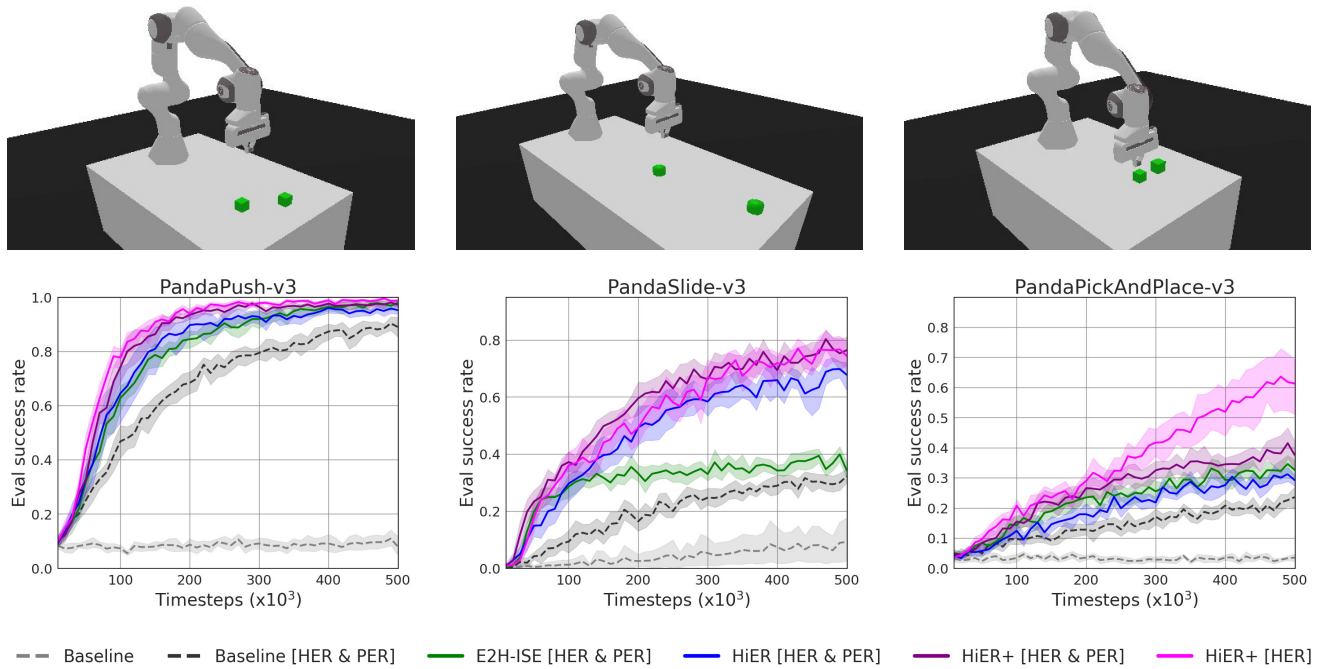 PandaPush-v3
PandaSlide-v3
PandaPickAndPlace-v3
Eval success rate
1.0
0.8
0.6
0.4
0.2
0.0
100
200
300
400
500
Timesteps (x10³)
Eval success rate
0.8
0.6
0.4
0.2
0.0
100
200
300
400
500
Timesteps (x10³)
Eval success rate
0.8
0.7
0.6
0.5
0.4
0.3
0.2
0.1
0.0
100
200
300
400
500
Timesteps (x10³)
Baseline
Baseline [HER & PER]
E2H-ISE [HER & PER]
HiER [HER & PER]
HiER+ [HER & PER]
HiER+ [HER]